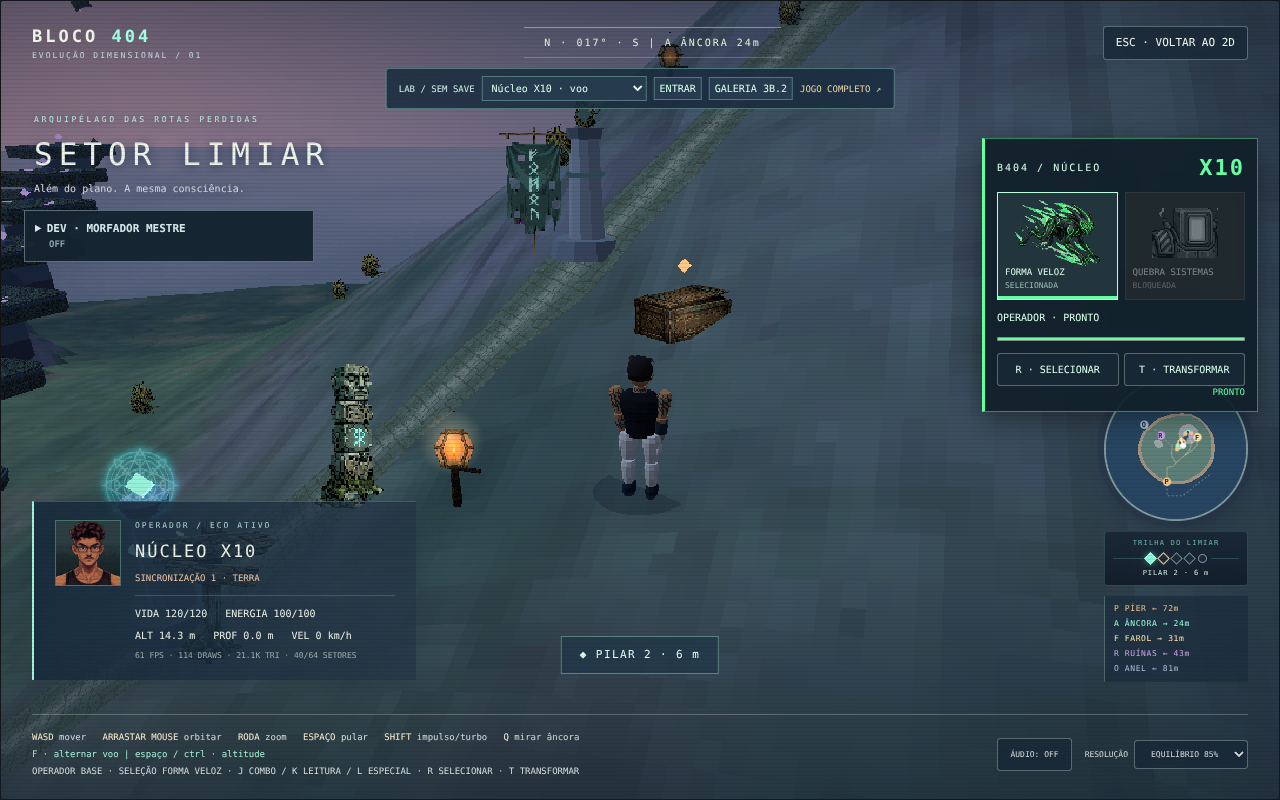 BLOCO 404
EVOLUÇÃO DIMENSIONAL / 01
N · 017° · S | A ÂNCORA 24m
ESC · VOLTAR AO 2D
LAB / SEM SAVE
Núcleo X10 · voo
ENTRAR
GALERIA 3B.2
JOGO COMPLETO ↗
ARQUIPÉLAGO DAS ROTAS PERDIDAS
SETOR LIMIAR
Além do plano. A mesma consciência.
▶ DEV · MORFADOR MESTRE
OFF
B404 / NÚCLEO
X10
FORMA VELOZ
SELECIONADA
QUEBRA SISTEMAS
BLOQUEADA
OPERADOR · PRONTO
R · SELECIONAR
T · TRANSFORMAR
PRONTO
O
R
F
P
TRILHA DO LIMIAR
PILAR 2 · 6 m
P PÍER ← 72m
A ÂNCORA → 24m
F FAROL → 31m
R RUÍNAS ← 43m
O ANEL ← 81m
OPERADOR / ECO ATIVO
NÚCLEO X10
SINCRONIZAÇÃO 1 · TERRA
VIDA 120/120 ENERGIA 100/100
ALT 14.3 m PROF 0.0 m VEL 0 km/h
61 FPS · 114 DRAWS · 21.1K TRI · 40/64 SETORES
◆ PILAR 2 · 6 m
WASD mover ARRASTAR MOUSE orbitar RODA zoom ESPAÇO pular SHIFT impulso/turbo Q mirar âncora
F · alternar voo | espaço / ctrl · altitude
OPERADOR BASE · SELEÇÃO FORMA VELOZ · J COMBO / K LEITURA / L ESPECIAL · R SELECIONAR · T TRANSFORMAR
ÁUDIO: OFF
RESOLUÇÃO
EQUILÍBRIO 85%